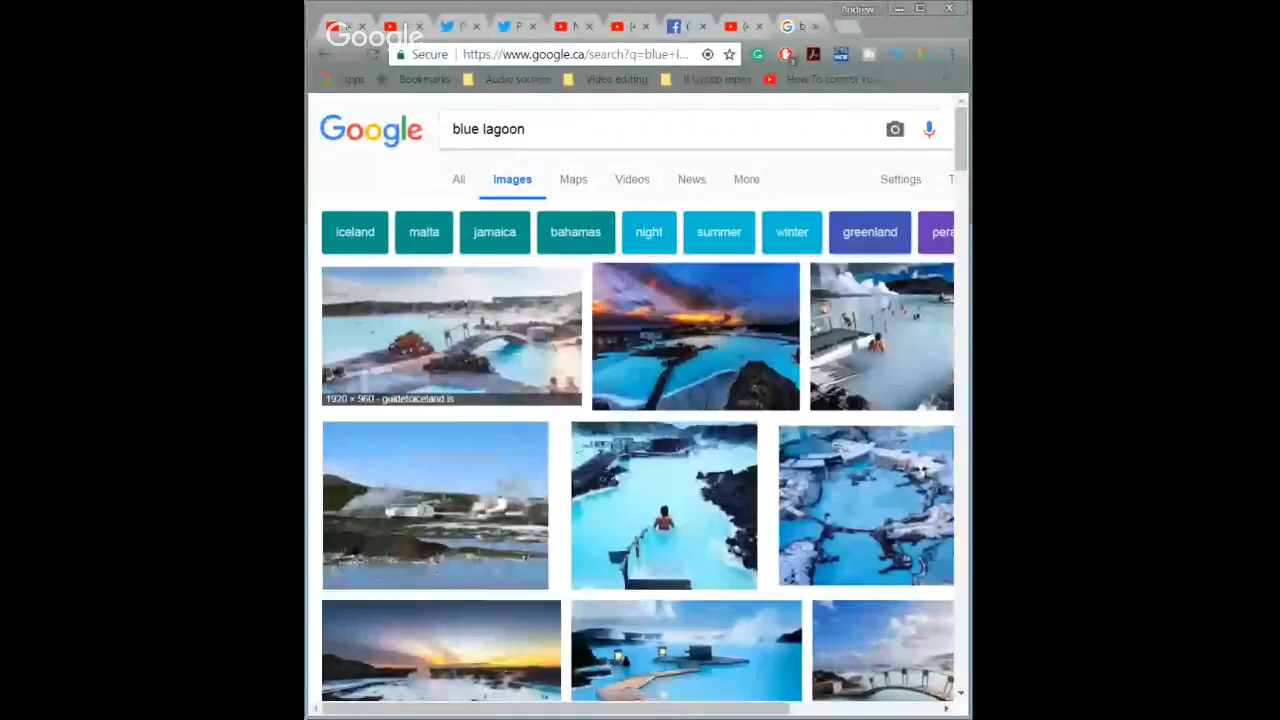 Andrew
Google
Secure | https://www.google.ca/search?q=blue+l...
Apps Bookmarks Audio sources Video editing How To control You
Google
blue lagoon
All Images Maps Videos News More Settings
iceland malta jamaica bahamas night summer winter greenland
1920 × 960 - guidetoiceland.is